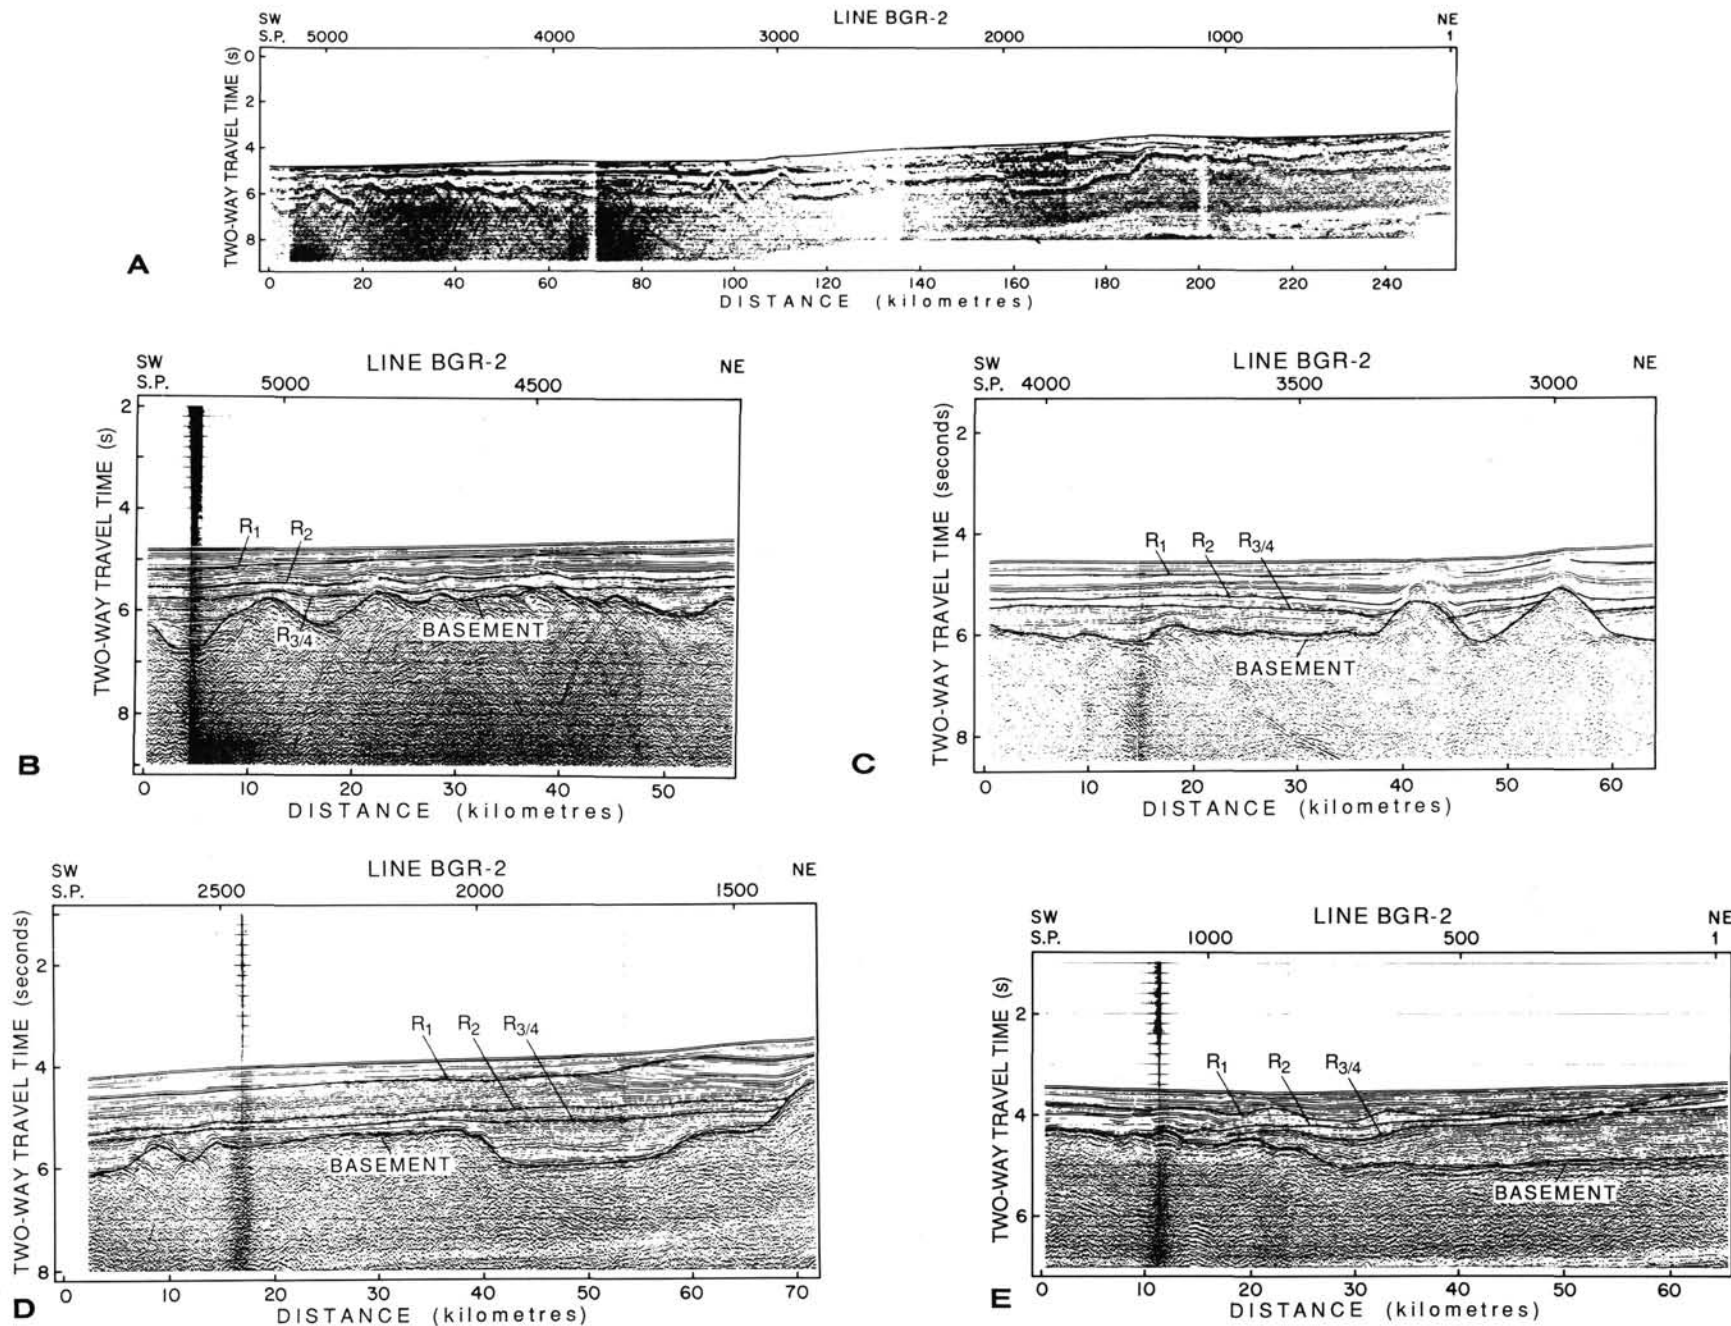 SW LINE BGR-2 NE
S.P. 5000 4000 3000 2000 1000 1
TWO-WAY TRAVEL TIME (s)
0
2
4
6
8
A
0 20 40 60 80 100 120 140 160 180 200 220 240
DISTANCE (kilometres)
SW LINE BGR-2 NE
S.P. 5000 4500
TWO-WAY TRAVEL TIME (s)
2
4
R1 R2
6
BASEMENT
R3/4
8
B
0 10 20 30 40 50
DISTANCE (kilometres)
SW LINE BGR-2 NE
S.P. 4000 3500 3000
TWO-WAY TRAVEL TIME (seconds)
2
4
R1 R2 R3/4
6
BASEMENT
8
C
0 10 20 30 40 50 60
DISTANCE (kilometres)
SW LINE BGR-2 NE
S.P. 2500 2000 1500
TWO-WAY TRAVEL TIME (seconds)
2
R1 R2 R3/4
4
6
BASEMENT
8
D
0 10 20 30 40 50 60 70
DISTANCE (kilometres)
SW LINE BGR-2 NE
S.P. 1000 500 1
TWO-WAY TRAVEL TIME (s)
2
R1 R2 R3/4
4
BASEMENT
6
E
0 10 20 30 40 50 60
DISTANCE (kilometres)